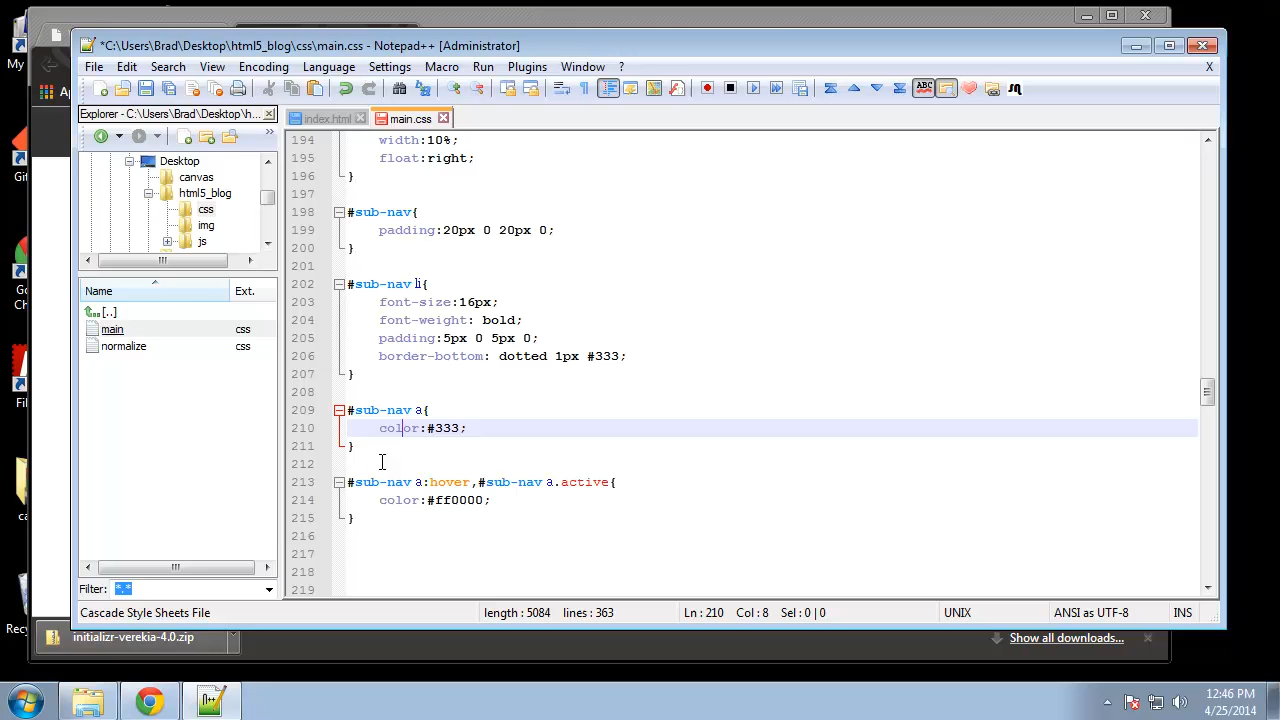 *C:\Users\Brad\Desktop\html5_blog\css\main.css - Notepad++ [Administrator]
File Edit Search View Encoding Language Settings Macro Run Plugins Window ? X
Explorer - C:\Users\Brad\Desktop\h...
index.html main.css
Desktop
canvas
html5_blog
css
img
js
Name Ext.
[..]
main css
normalize css
Filter: *.*
194 width:10%;
195 float:right;
196 }
197
198 #sub-nav{
199 padding:20px 0 20px 0;
200 }
201
202 #sub-nav li{
203 font-size:16px;
204 font-weight: bold;
205 padding:5px 0 5px 0;
206 border-bottom: dotted 1px #333;
207 }
208
209 #sub-nav a{
210 color:#333;
211 }
212
213 #sub-nav a:hover,#sub-nav a.active{
214 color:#ff0000;
215 }
216
217
218
219
Cascade Style Sheets File length : 5084 lines : 363 Ln : 210 Col : 8 Sel : 0 | 0 UNIX ANSI as UTF-8 INS
initializr-verekia-4.0.zip Show all downloads...
My
Git
Go
Ch
Fil
ca
Recy
12:46 PM
4/25/2014